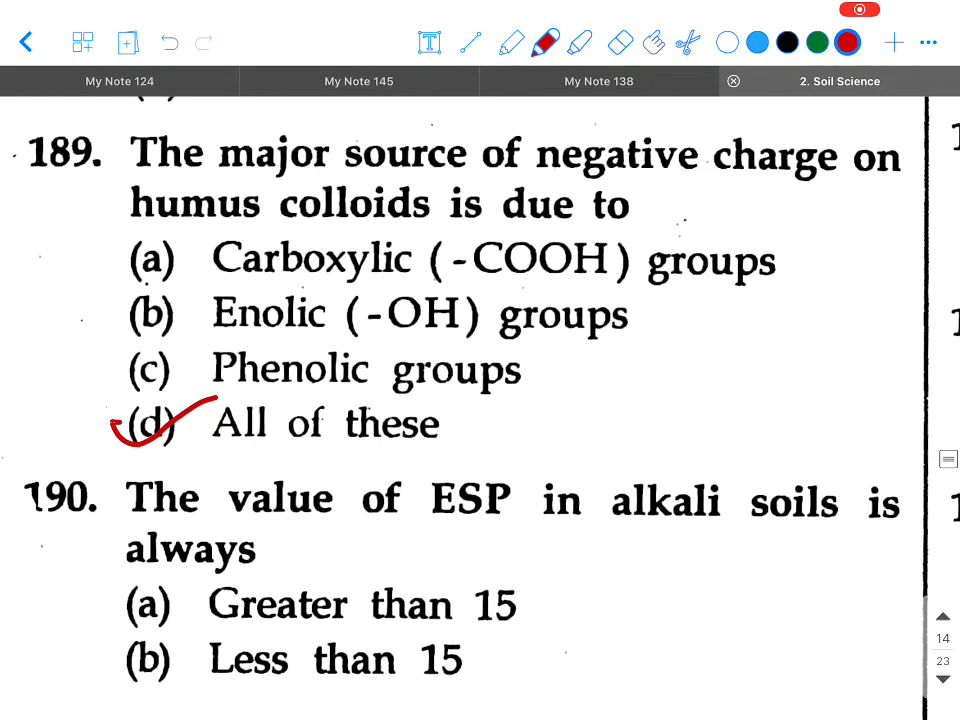 My Note 124
My Note 145
My Note 138
2. Soil Science
189. The major source of negative charge on
humus colloids is due to
(a) Carboxylic (-COOH) groups
(b) Enolic (-OH) groups
(c) Phenolic groups
(d) All of these
190. The value of ESP in alkali soils is
always
(a) Greater than 15
(b) Less than 15
14
23